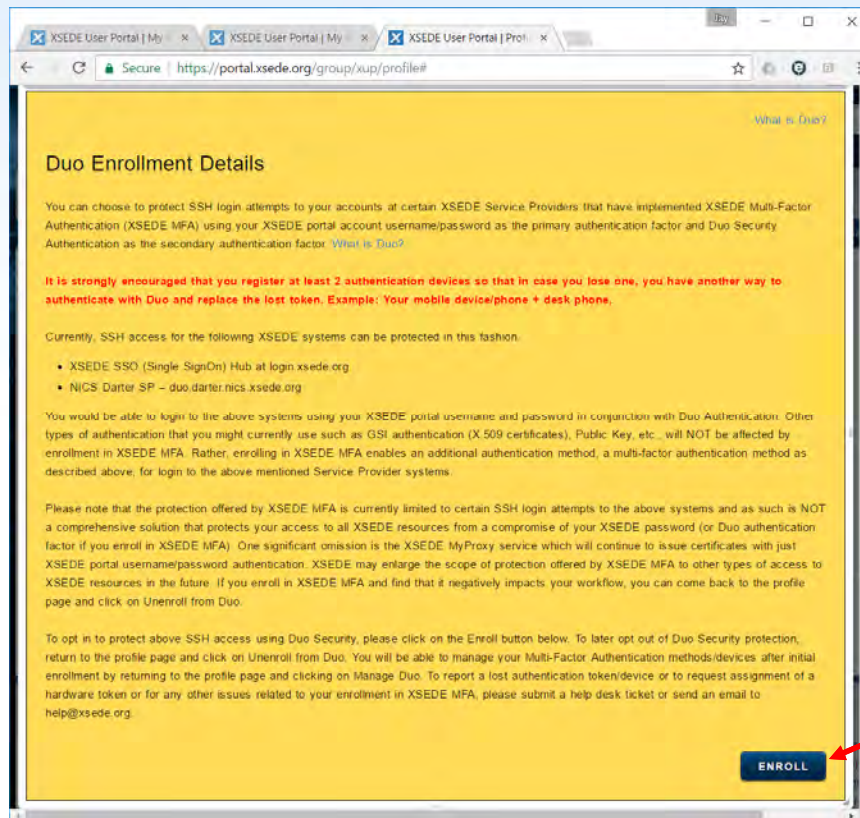 Jay
XSEDE User Portal | My
XSEDE User Portal | My
XSEDE User Portal | Prof
Secure
https://portal.xsede.org/group/xup/profile#
What is Duo?
Duo Enrollment Details
You can choose to protect SSH login attempts to your accounts at certain XSEDE Service Providers that have implemented XSEDE Multi-Factor
Authentication (XSEDE MFA) using your XSEDE portal account username/password as the primary authentication factor and Duo Security
Authentication as the secondary authentication factor. What is Duo?
It is strongly encouraged that you register at least 2 authentication devices so that in case you lose one, you have another way to
authenticate with Duo and replace the lost token. Example: Your mobile device/phone + desk phone.
Currently, SSH access for the following XSEDE systems can be protected in this fashion.
• XSEDE SSO (Single SignOn) Hub at login.xsede.org
• NICS Darter SP – duo.darter.nics.xsede.org
You would be able to login to the above systems using your XSEDE portal username and password in conjunction with Duo Authentication. Other
types of authentication that you might currently use such as GSI authentication (X.509 certificates), Public Key, etc., will NOT be affected by
enrollment in XSEDE MFA. Rather, enrolling in XSEDE MFA enables an additional authentication method, a multi-factor authentication method as
described above, for login to the above mentioned Service Provider systems.
Please note that the protection offered by XSEDE MFA is currently limited to certain SSH login attempts to the above systems and as such is NOT
a comprehensive solution that protects your access to all XSEDE resources from a compromise of your XSEDE password (or Duo authentication
factor if you enroll in XSEDE MFA). One significant omission is the XSEDE MyProxy service which will continue to issue certificates with just
XSEDE portal username/password authentication. XSEDE may enlarge the scope of protection offered by XSEDE MFA to other types of access to
XSEDE resources in the future. If you enroll in XSEDE MFA and find that it negatively impacts your workflow, you can come back to the profile
page and click on Unenroll from Duo.
To opt in to protect above SSH access using Duo Security, please click on the Enroll button below. To later opt out of Duo Security protection,
return to the profile page and click on Unenroll from Duo. You will be able to manage your Multi-Factor Authentication methods/devices after initial
enrollment by returning to the profile page and clicking on Manage Duo. To report a lost authentication token/device or to request assignment of a
hardware token or for any other issues related to your enrollment in XSEDE MFA, please submit a help desk ticket or send an email to
help@xsede.org.
ENROLL